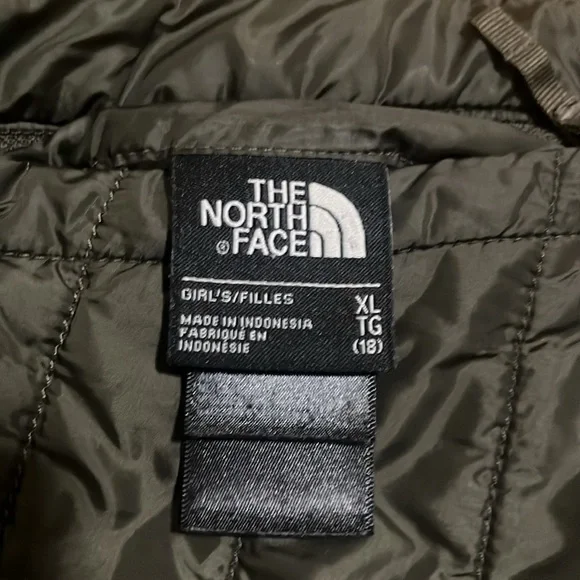 THE
NORTH
® FACE
GIRL'S/FILLES
MADE IN INDONESIA
FABRIQUÉ EN
INDONÉSIE
XL
TG
(18)